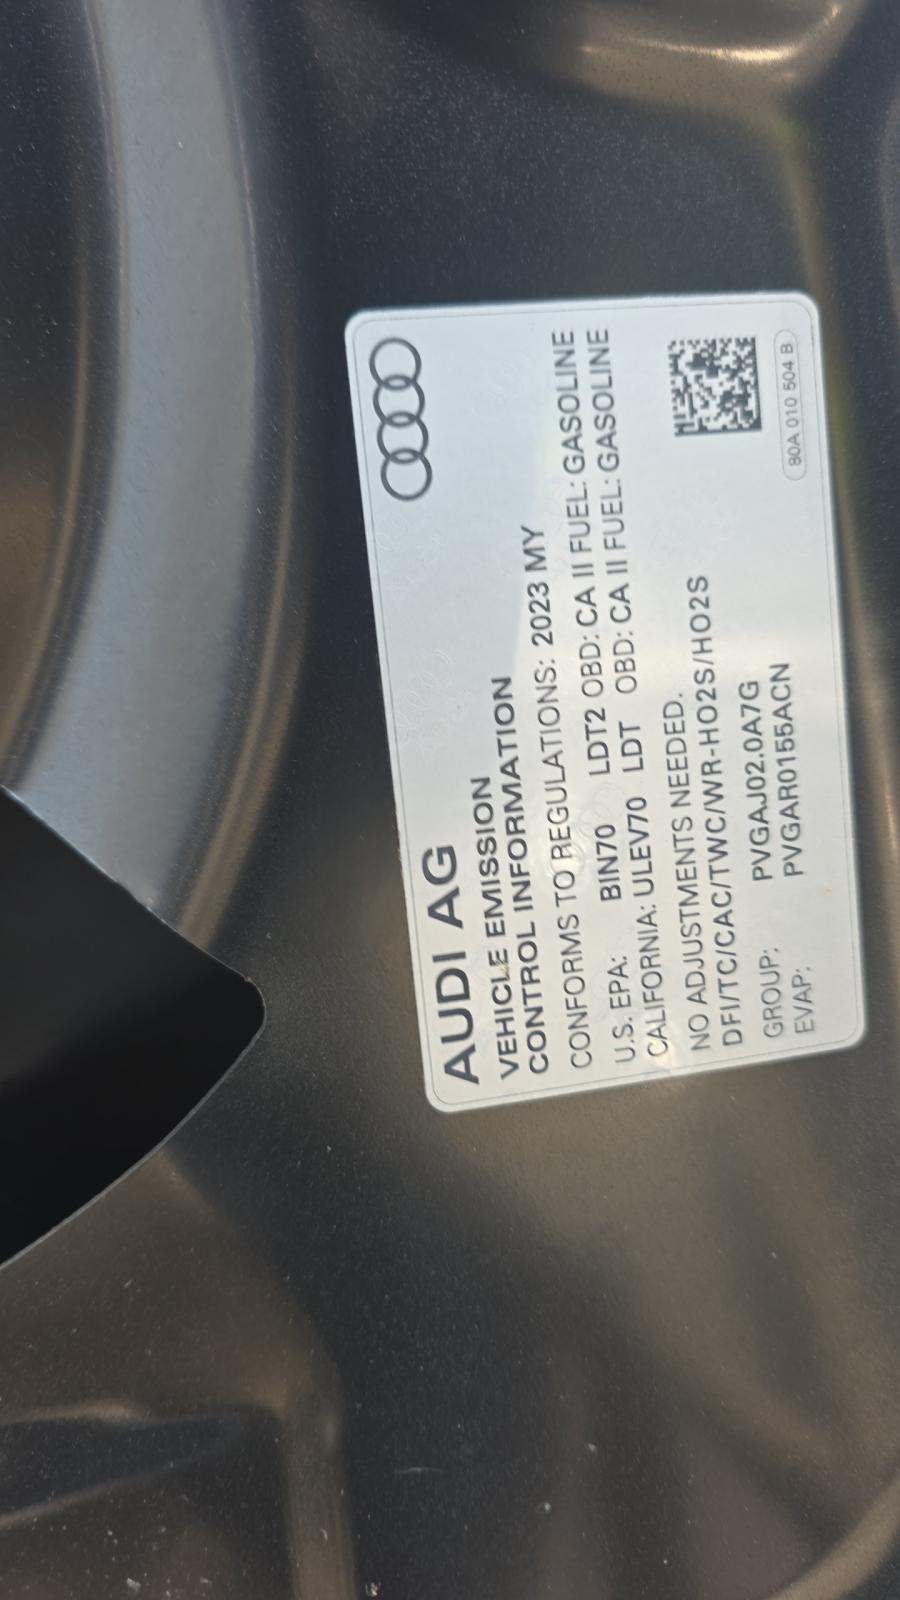 AUDI AG
VEHICLE EMISSION
CONTROL INFORMATION
CONFORMS TO REGULATIONS: 2023 MY
U.S. EPA: BIN70 LDT2 OBD: CA II FUEL: GASOLINE
CALIFORNIA: ULEV70 LDT OBD: CA II FUEL: GASOLINE
NO ADJUSTMENTS NEEDED.
DFI/TC/CAC/TWC/WR-HO2S/HO2S
GROUP: PVGAJ02.0A7G
EVAP: PVGAR0155ACN
80A 010 504 B